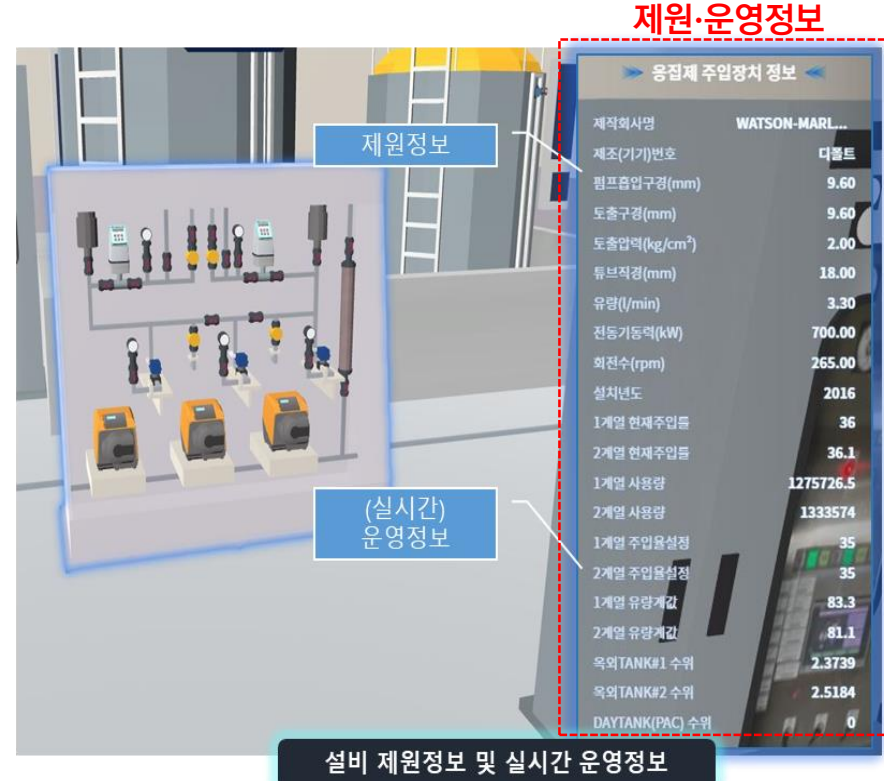 제원·운영정보
응집제 주입장치 정보
제원정보
제작회사명 WATSON-MARL...
제조(기기)번호 디폴트
펌프흡입구경(mm) 9.60
토출구경(mm) 9.60
토출압력(kg/cm²) 2.00
튜브직경(mm) 18.00
유량(l/min) 3.30
전동기동력(kW) 700.00
회전수(rpm) 265.00
설치년도 2016
1계열 현재주입률 36
2계열 현재주입률 36.1
(실시간)
운영정보
1계열 사용량 1275726.5
2계열 사용량 1333574
1계열 주입율설정 35
2계열 주입율설정 35
1계열 유량계값 83.3
2계열 유량계값 81.1
옥외TANK#1 수위 2.3739
옥외TANK#2 수위 2.5184
DAYTANK(PAC) 수위 0
설비 제원정보 및 실시간 운영정보